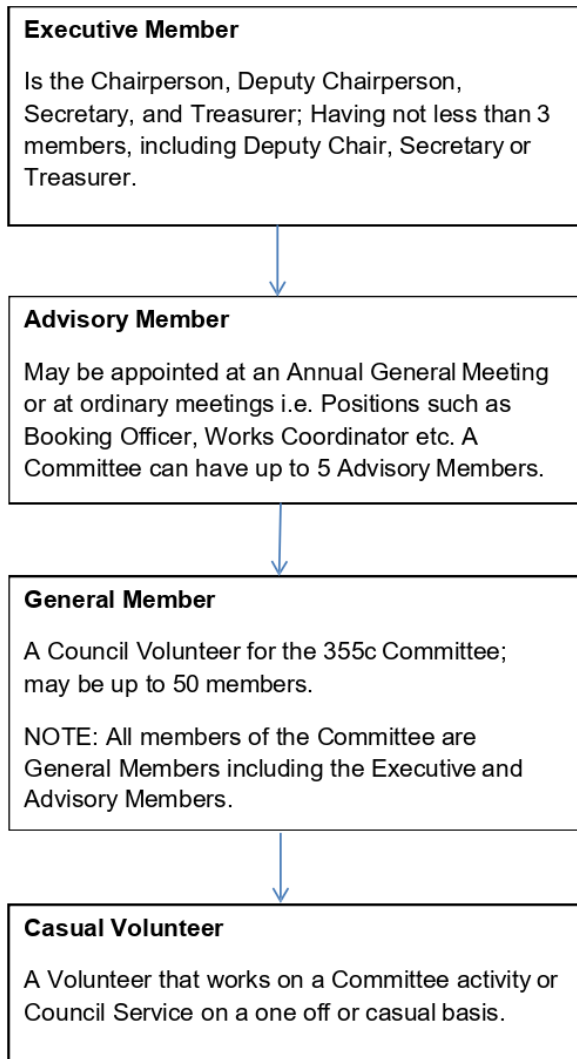 Executive Member
Is the Chairperson, Deputy Chairperson,
Secretary, and Treasurer; Having not less than 3
members, including Deputy Chair, Secretary or
Treasurer.
Advisory Member
May be appointed at an Annual General Meeting
or at ordinary meetings i.e. Positions such as
Booking Officer, Works Coordinator etc. A
Committee can have up to 5 Advisory Members.
General Member
A Council Volunteer for the 355c Committee;
may be up to 50 members.
NOTE: All members of the Committee are
General Members including the Executive and
Advisory Members.
Casual Volunteer
A Volunteer that works on a Committee activity or
Council Service on a one off or casual basis.